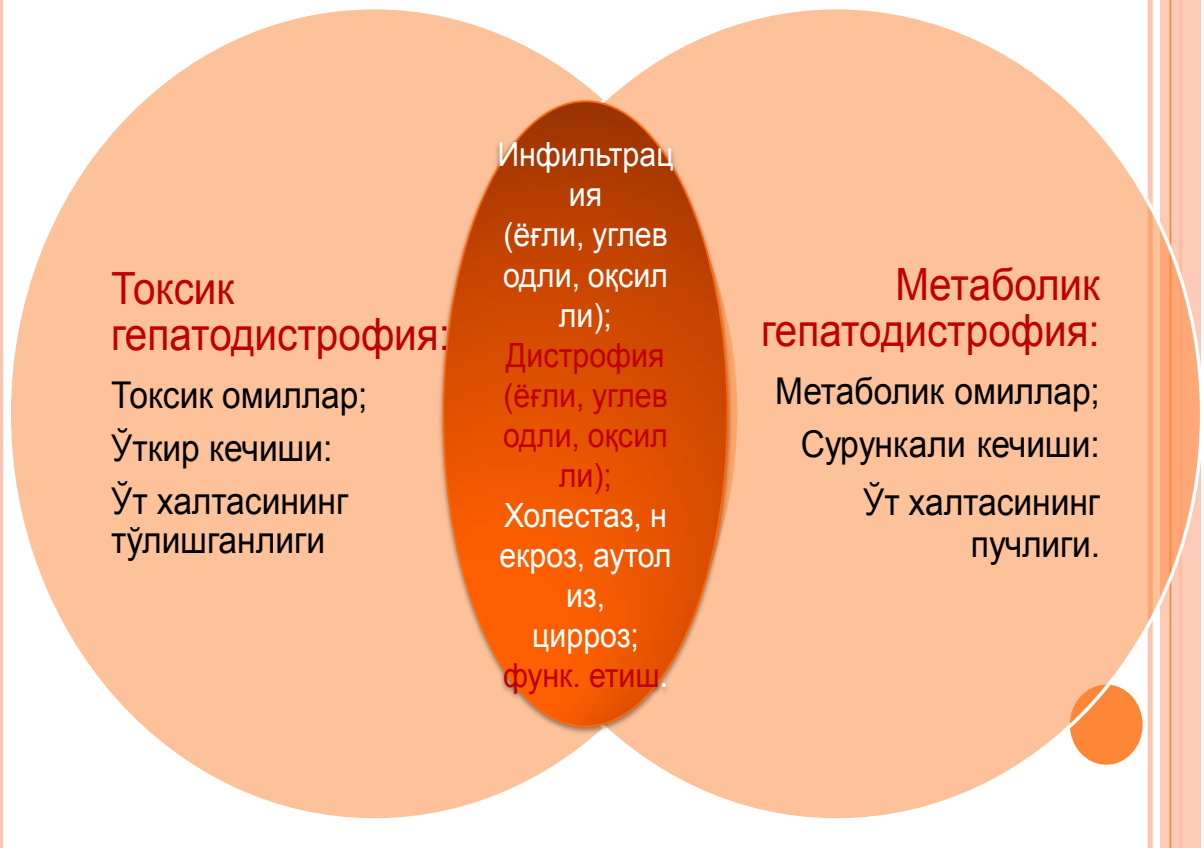 Токсик
гепатодистрофия:
Токсик омиллар;
Ўткир кечиши:
Ўт халтасининг
тўлишганлиги
Инфильтрац
ия
(ёғли, углев
одли, оқсил
ли);
Дистрофия
(ёғли, углев
одли, оқсил
ли);
Холестаз, н
екроз, аутол
из,
цирроз;
функ. етиш.
Метаболик
гепатодистрофия:
Метаболик омиллар;
Сурункали кечиши:
Ўт халтасининг
пучлиги.